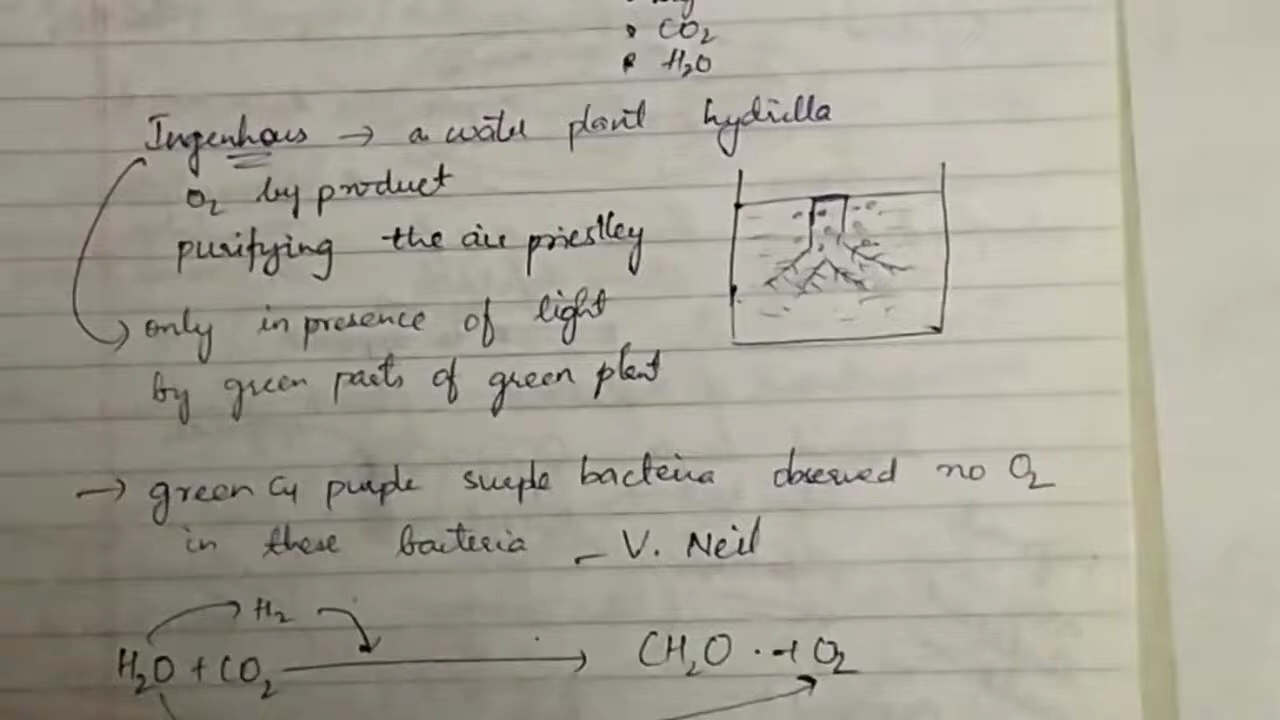 • CO2
• H2O
Ingenhous → a water plant hydrilla
O2 by product
purifying the air priestley
only in presence of light
by green parts of green plant
→ green & purple bacteria observed no O2
in these bacteria - V. Neil
H2
H2O + CO2 → CH2O + O2